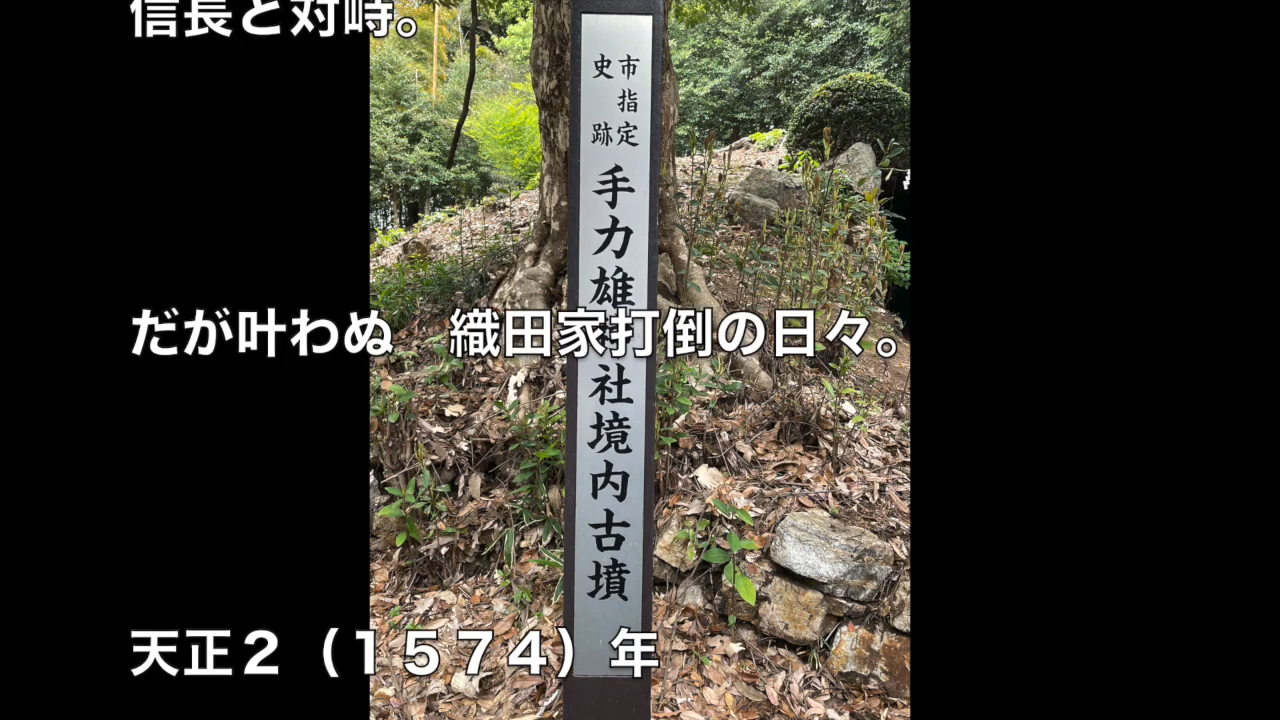 信長と対峙。
市指定
史跡
手力雄神社境内古墳
だが叶わぬ　織田家打倒の日々。
天正２（１５７４）年